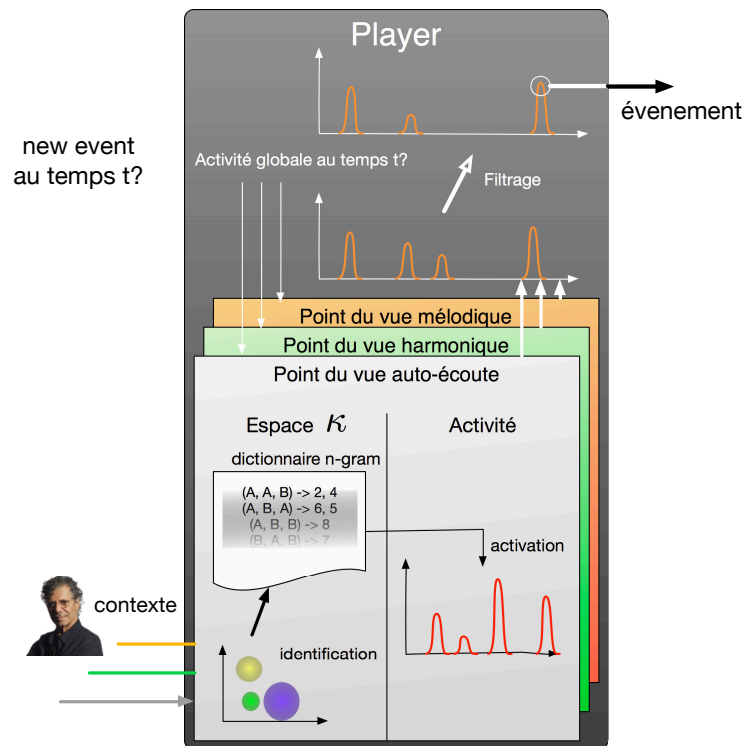 Player
évenement
new event
au temps t?
Activité globale au temps t?
Filtrage
Point du vue mélodique
Point du vue harmonique
Point du vue auto-écoute
Espace κ
Activité
dictionnaire n-gram
(A, A, B) -> 2, 4
(A, B, A) -> 6, 5
(A, B, B) -> 8
(B, A, B) -> 7
activation
contexte
identification